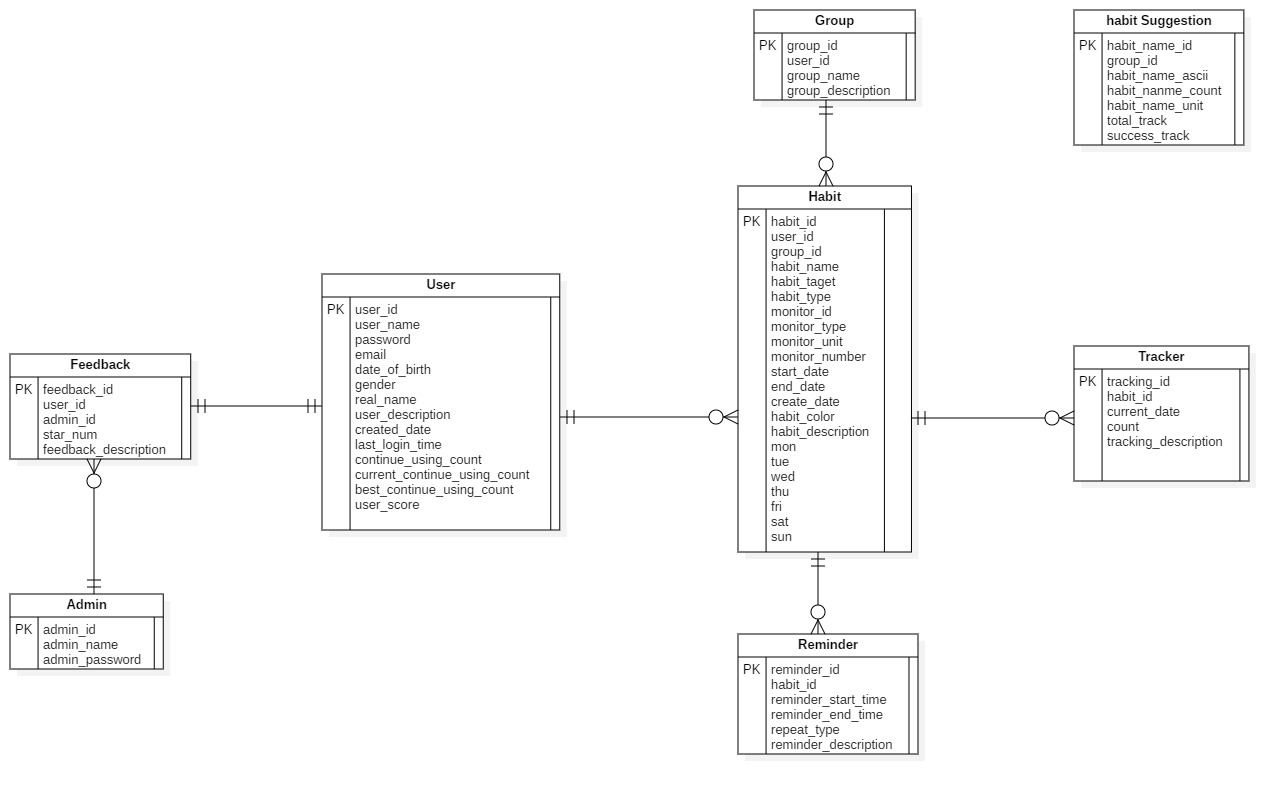 Group
PK group_id
user_id
group_name
group_description
habit Suggestion
PK habit_name_id
group_id
habit_name_ascii
habit_nanme_count
habit_name_unit
total_track
success_track
Habit
PK habit_id
user_id
group_id
habit_name
habit_taget
habit_type
monitor_id
monitor_type
monitor_unit
monitor_number
start_date
end_date
create_date
habit_color
habit_description
mon
tue
wed
thu
fri
sat
sun
User
PK user_id
user_name
password
email
date_of_birth
gender
real_name
user_description
created_date
last_login_time
continue_using_count
current_continue_using_count
best_continue_using_count
user_score
Feedback
PK feedback_id
user_id
admin_id
star_num
feedback_description
Tracker
PK tracking_id
habit_id
current_date
count
tracking_description
Admin
PK admin_id
admin_name
admin_password
Reminder
PK reminder_id
habit_id
reminder_start_time
reminder_end_time
repeat_type
reminder_description